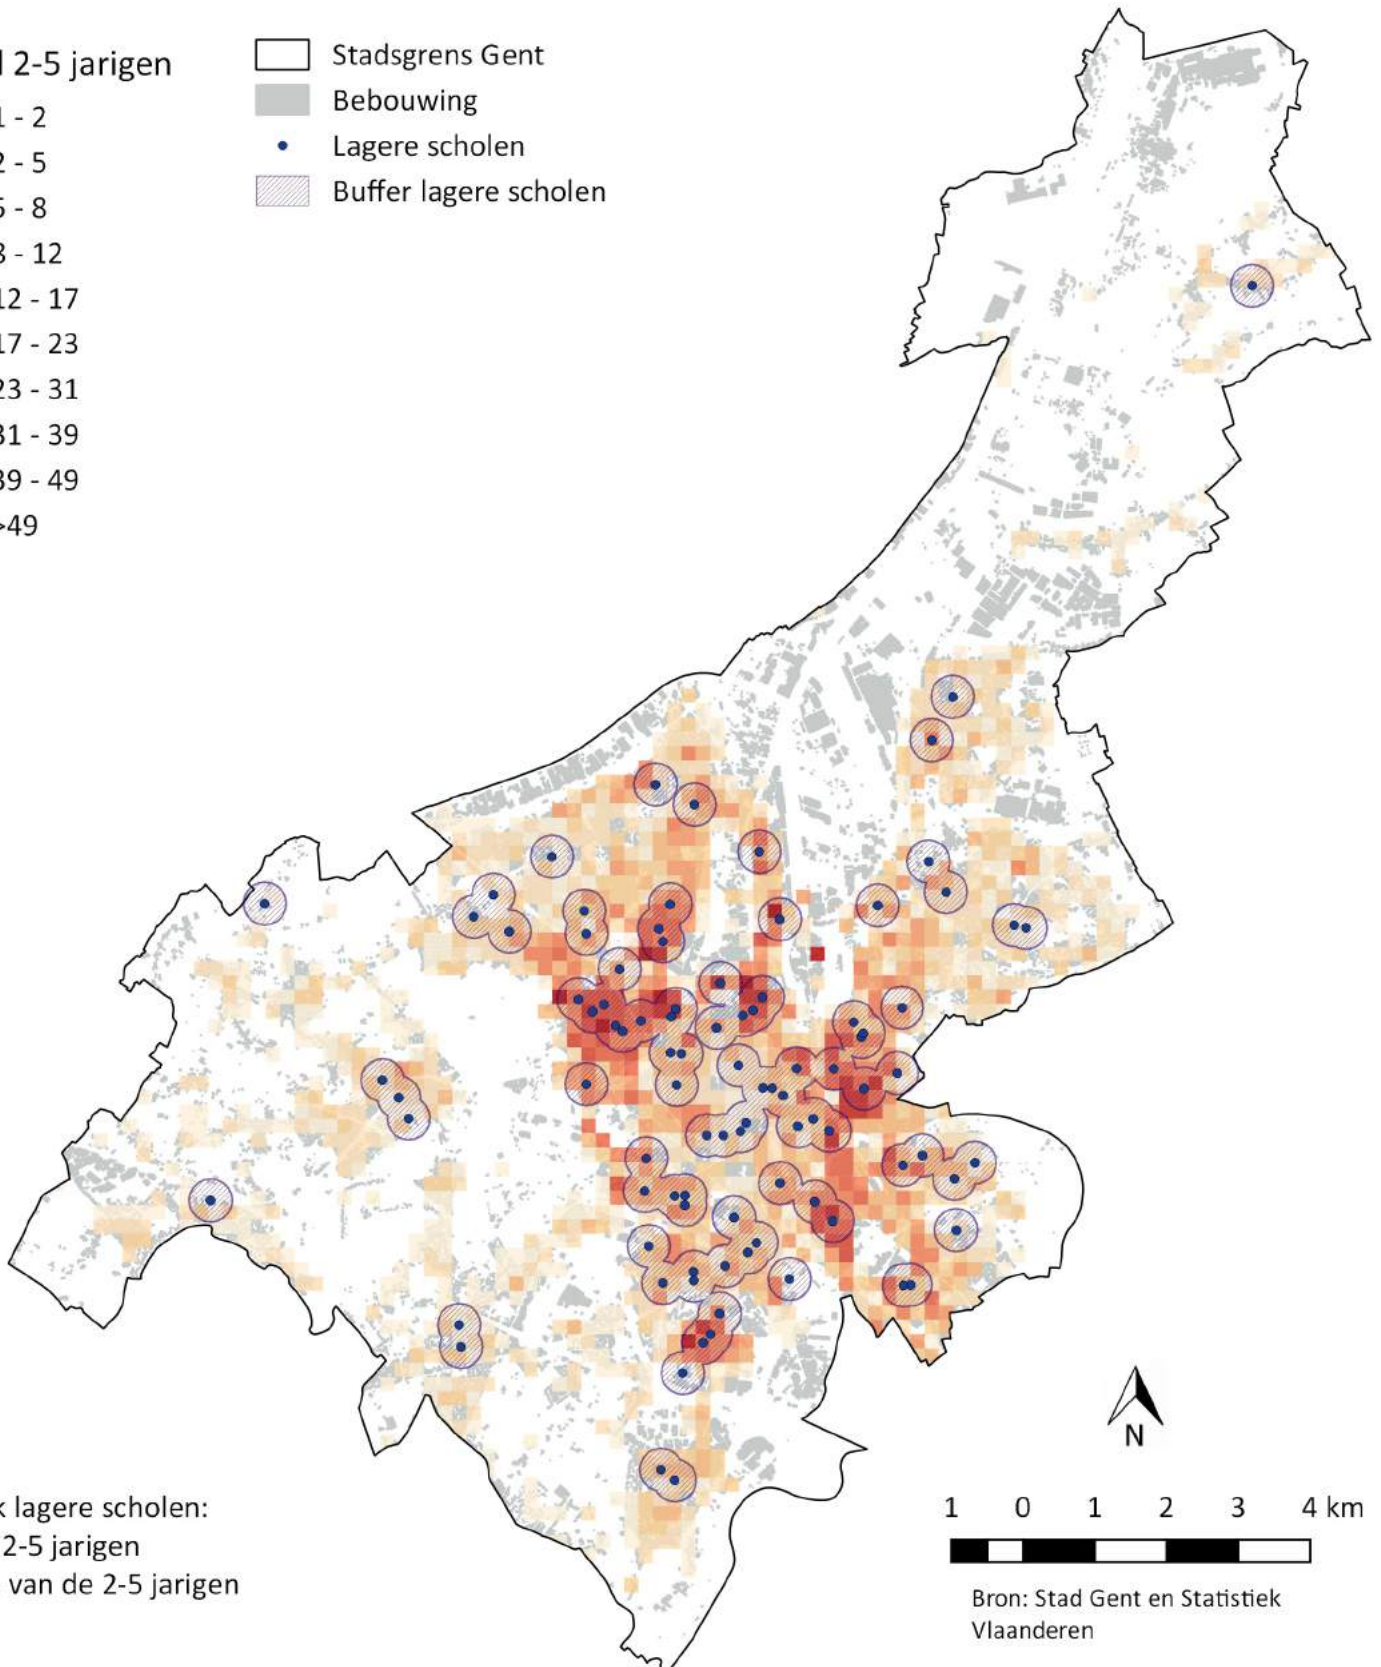 2-5 jarigen
1 - 2
2 - 5
5 - 8
8 - 12
12 - 17
17 - 23
23 - 31
31 - 39
39 - 49
>49
Stadsgrens Gent
Bebouwing
Lagere scholen
Buffer lagere scholen
lagere scholen:
2-5 jarigen
van de 2-5 jarigen
N
1 0 1 2 3 4 km
Bron: Stad Gent en Statistiek
Vlaanderen